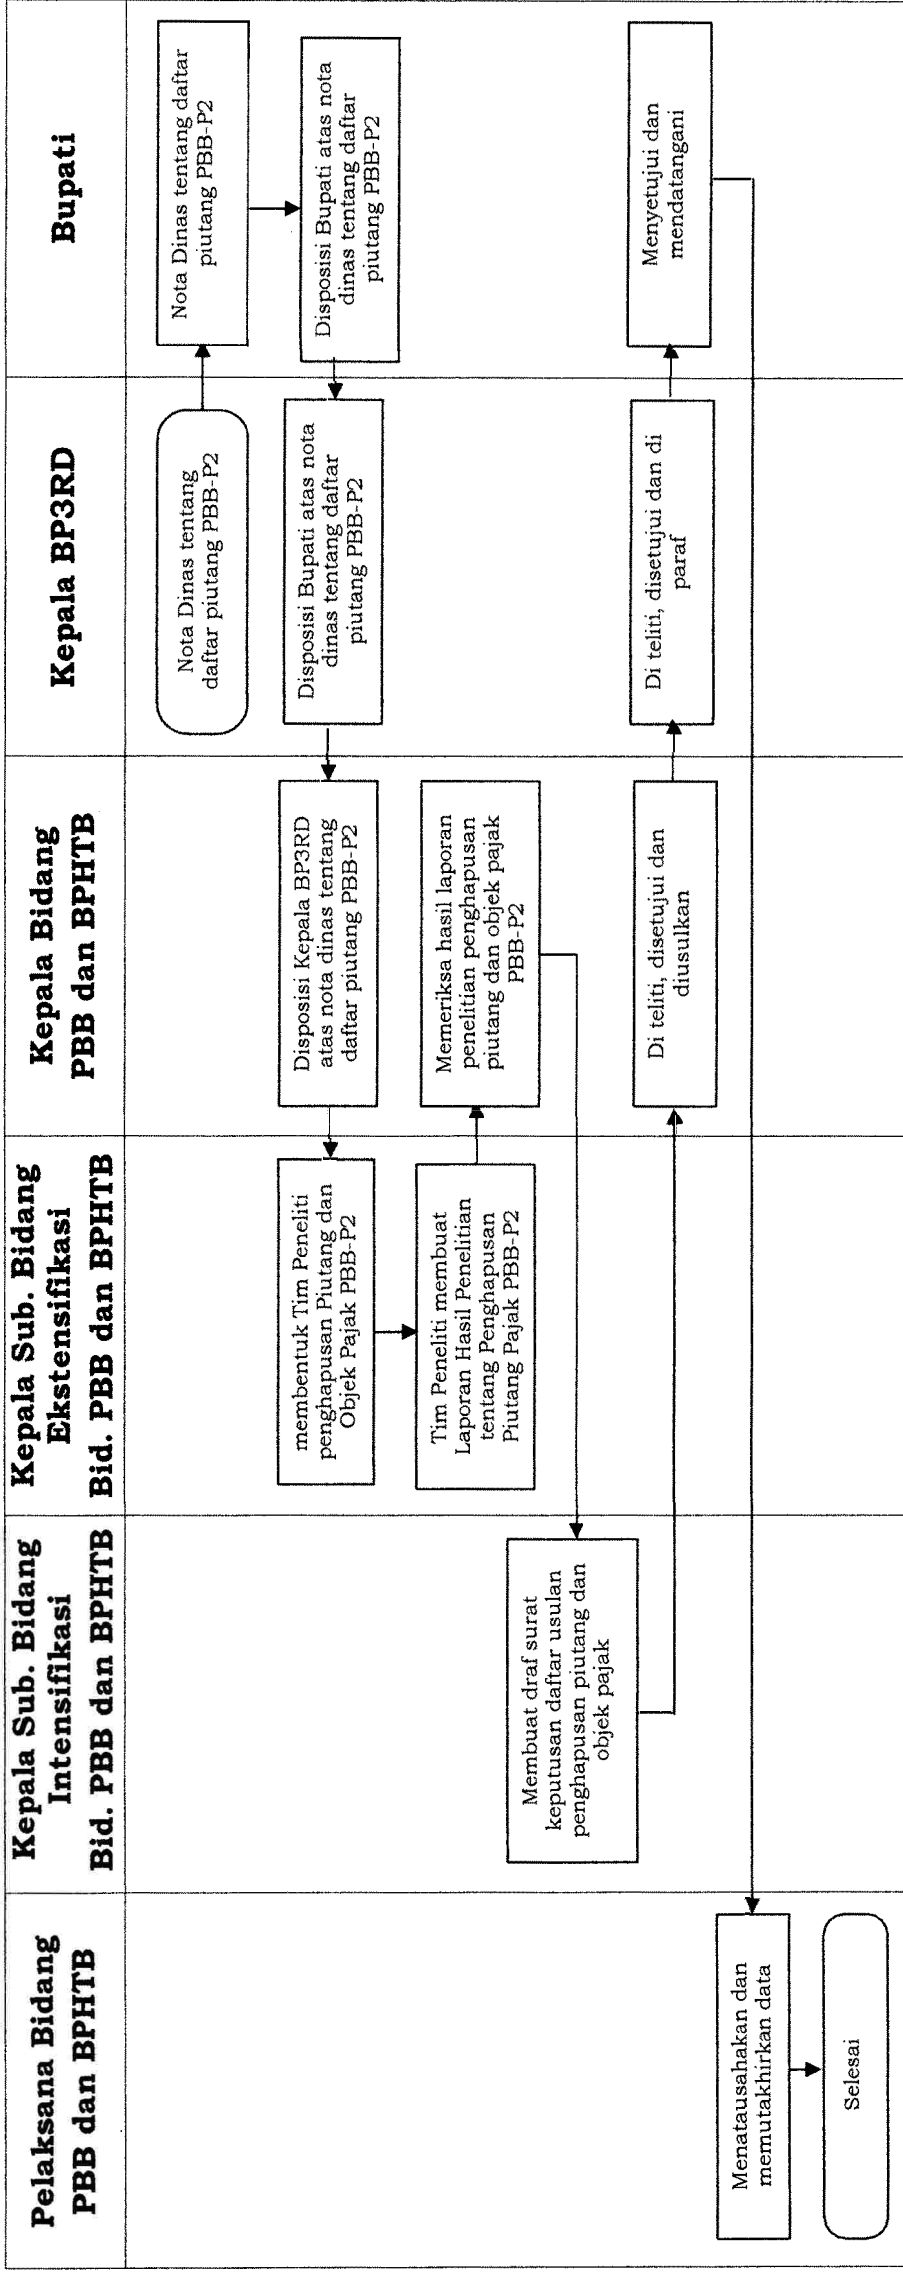 Pelaksana Bidang
PBB dan BPHTB
Kepala Sub. Bidang
Intensifikasi
Bid. PBB dan BPHTB
Kepala Sub. Bidang
Ekstensifikasi
Bid. PBB dan BPHTB
Kepala Bidang
PBB dan BPHTB
Kepala BP3RD
Bupati
Nota Dinas tentang
daftar piutang PBB-P2
Nota Dinas tentang daftar
piutang PBB-P2
Disposisi Bupati atas nota
dinas tentang daftar
piutang PBB-P2
Disposisi Bupati atas nota
dinas tentang daftar
piutang PBB-P2
Disposisi Kepala BP3RD
atas nota dinas tentang
daftar piutang PBB-P2
membentuk Tim Peneliti
penghapusan Piutang dan
Objek Pajak PBB-P2
Tim Peneliti membuat
Laporan Hasil Penelitian
tentang Penghapusan
Piutang Pajak PBB-P2
Memeriksa hasil laporan
penelitian penghapusan
piutang dan objek pajak
PBB-P2
Membuat draf surat
keputusan daftar usulan
penghapusan piutang dan
objek pajak
Di teliti, disetujui dan
diusulkan
Di teliti, disetujui dan di
paraf
Menyetujui dan
mendatangani
Menatausahakan dan
memutakhirkan data
Selesai